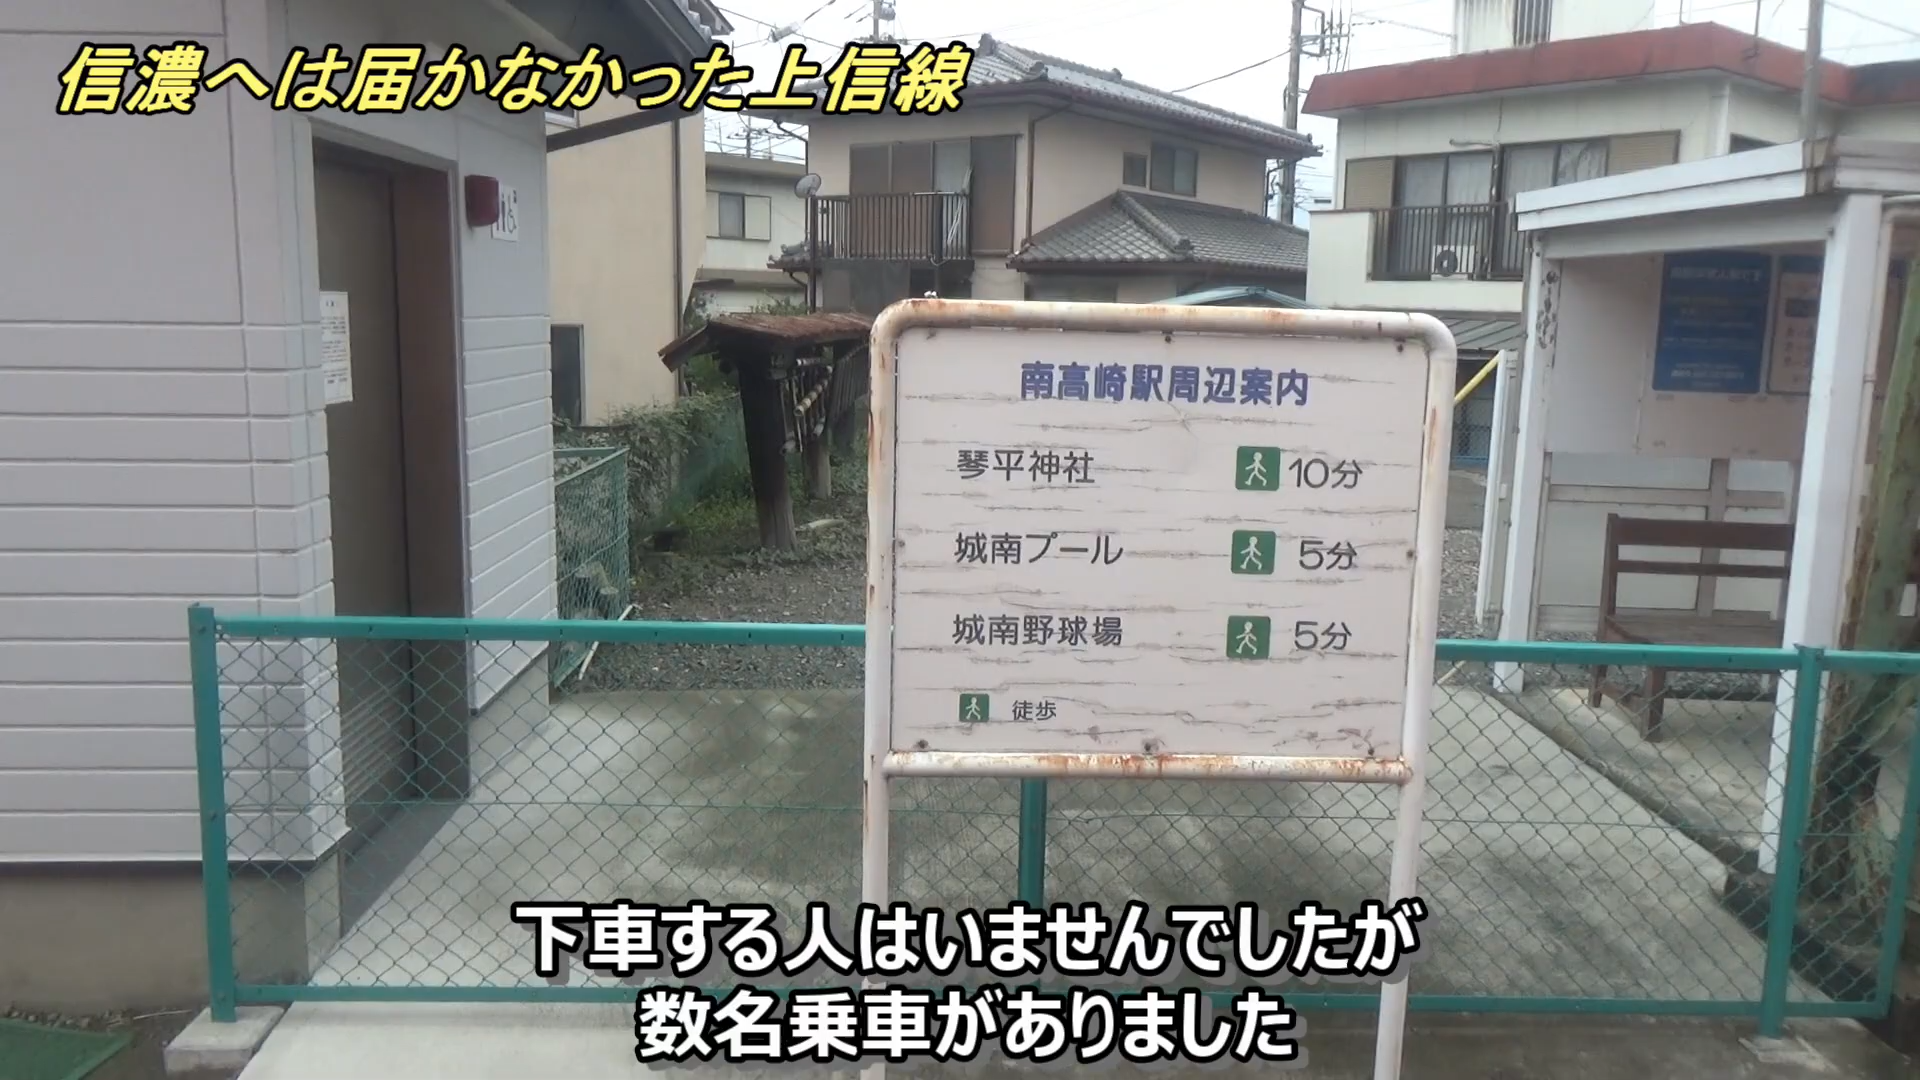 信濃へは届かなかった上信線
南高崎駅周辺案内
琴平神社 10分
城南プール 5分
城南野球場 5分
徒歩
下車する人はいませんでしたが
数名乗車がありました